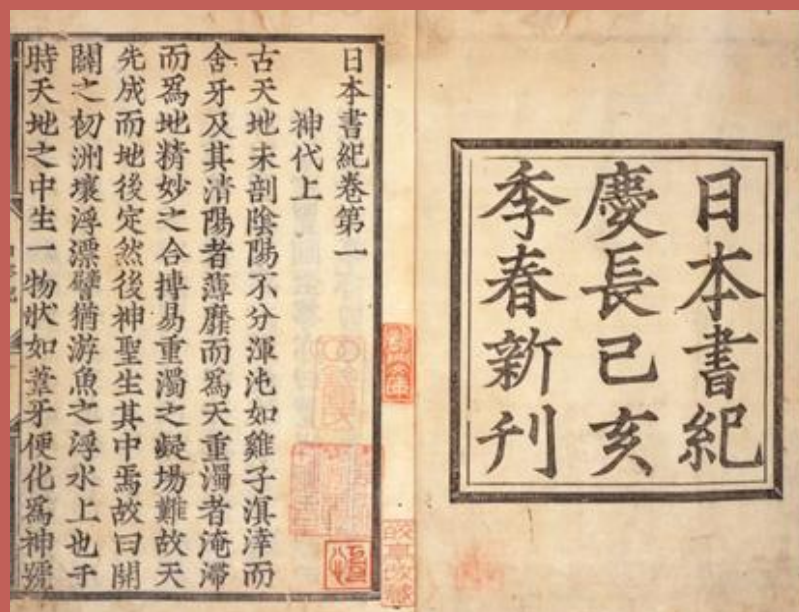 日本書紀
慶長己亥
季春新刊
日本書紀卷第一
神代上
古天地未剖陰陽不分渾沌如雞子溟涬而
含牙及其清陽者薄靡而爲天重濁者淹滯
而爲地精妙之合搏易重濁之凝場難故天
先成而地後定然後神聖生其中焉故曰開
闢之初洲壤浮漂譬猶游魚之浮水上也于
時天地之中生一物狀如葦牙便化爲神號